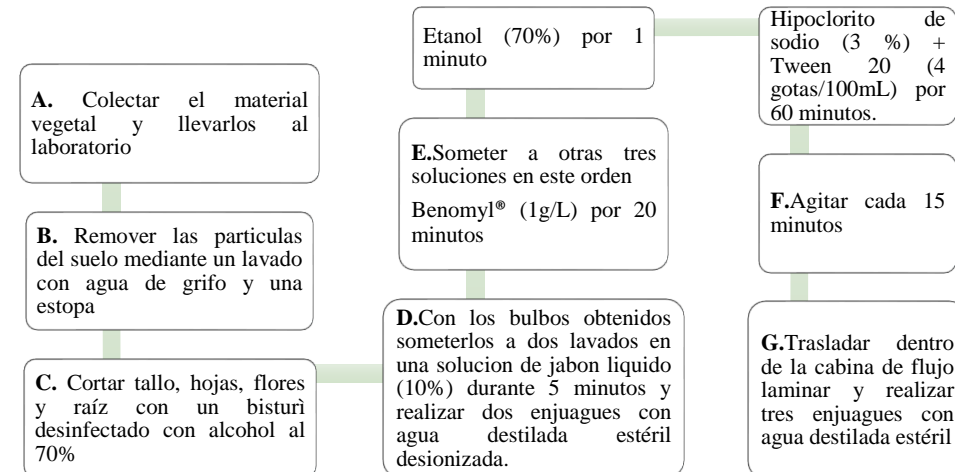 A. Colectar el material
vegetal y llevarlos al
laboratorio
B. Remover las particulas
del suelo mediante un lavado
con agua de grifo y una
estopa
C. Cortar tallo, hojas, flores
y raíz con un bisturì
desinfectado con alcohol al
70%
D.Con los bulbos obtenidos
someterlos a dos lavados en
una solucion de jabon liquido
(10%) durante 5 minutos y
realizar dos enjuagues con
agua destilada estéril
desionizada.
E.Someter a otras tres
soluciones en este orden
Benomyl® (1g/L) por 20
minutos
Etanol (70%) por 1
minuto
Hipoclorito de
sodio (3 %) +
Tween 20 (4
gotas/100mL) por
60 minutos.
F.Agitar cada 15
minutos
G.Trasladar dentro
de la cabina de flujo
laminar y realizar
tres enjuagues con
agua destilada estéril